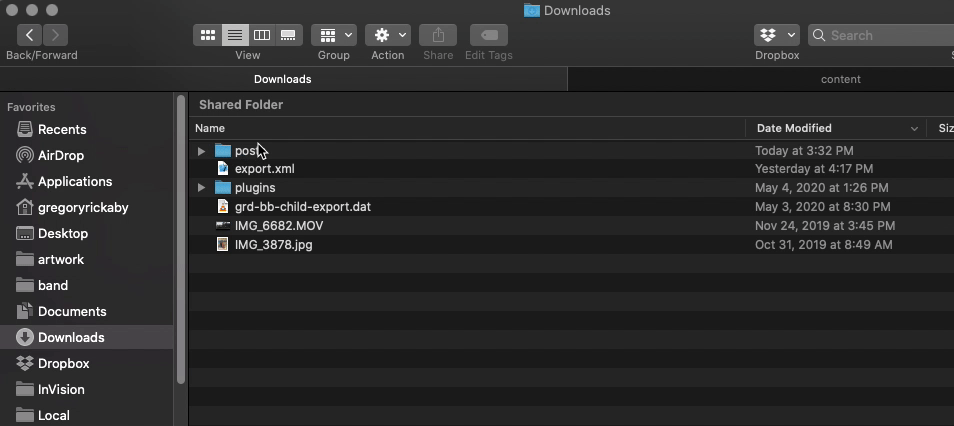 Downloads
Search
Back/Forward
View
Group
Action
Share
Edit Tags
Dropbox
Downloads
content
Favorites
Recents
AirDrop
Applications
gregoryrickaby
Desktop
artwork
band
Documents
Downloads
Dropbox
InVision
Local
Shared Folder
Name Date Modified
Today at 3:32 PM
export.xml Yesterday at 4:17 PM
plugins May 4, 2020 at 1:26 PM
grd-bb-child-export.dat May 3, 2020 at 8:30 PM
IMG_6682.MOV Nov 24, 2019 at 3:45 PM
IMG_3878.jpg Oct 31, 2019 at 8:49 AM